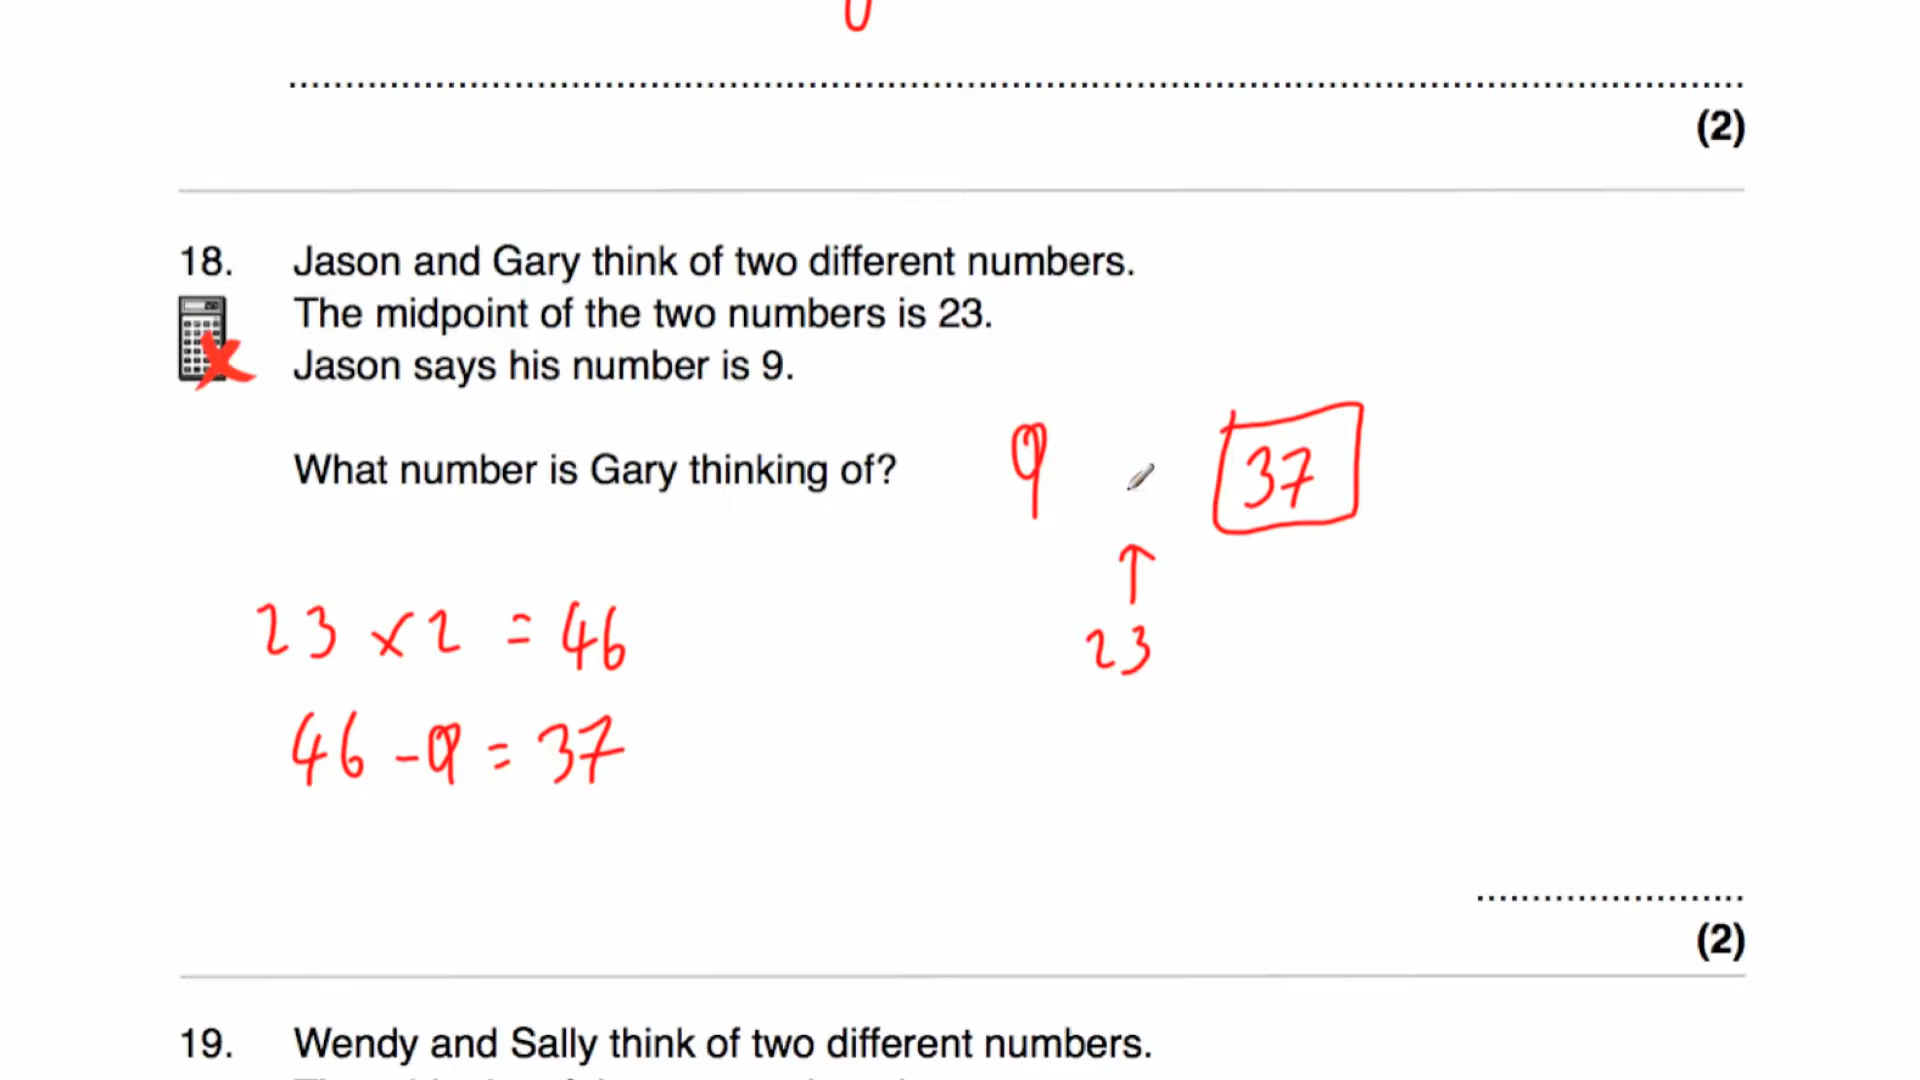 (2)
18. Jason and Gary think of two different numbers.
The midpoint of the two numbers is 23.
Jason says his number is 9.
What number is Gary thinking of?
9 37
23
23 × 2 = 46
46 - 9 = 37
(2)
19. Wendy and Sally think of two different numbers.